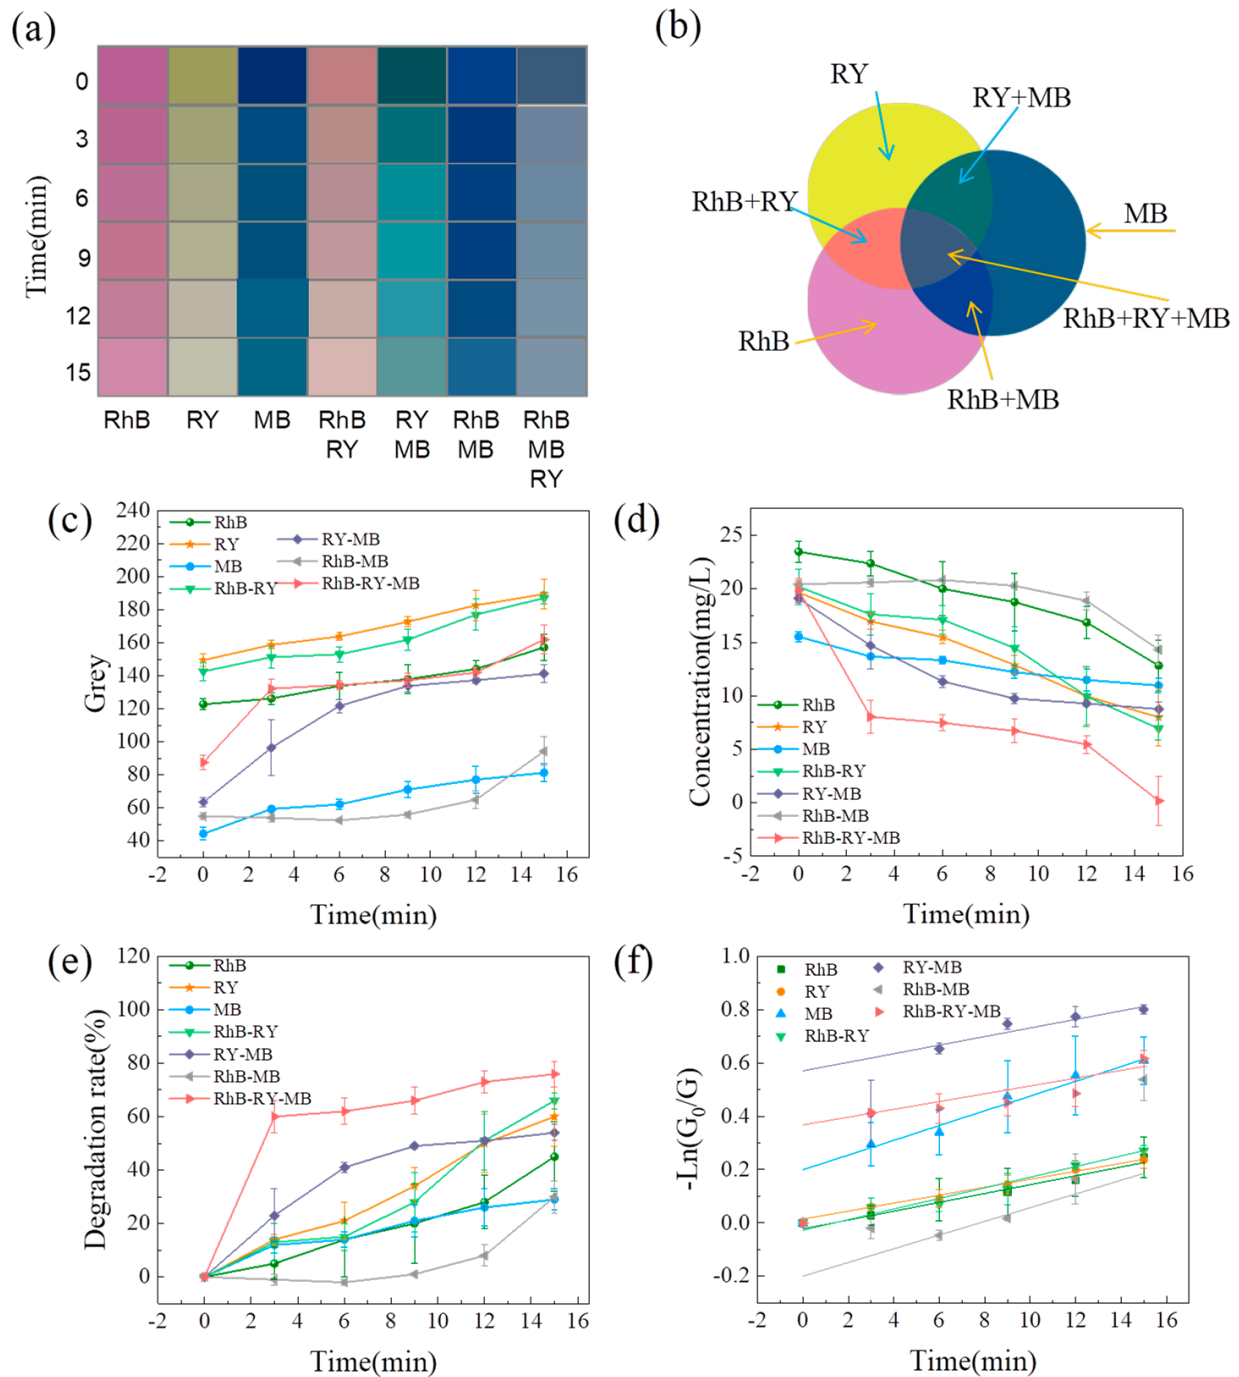 (a)
0
3
6
9
12
15
Time(min)
RhB
RY
MB
RhB
RY
RY
MB
RhB
MB
RhB
MB
RY
(b)
RY
RY+MB
RhB+RY
MB
RhB+RY+MB
RhB
RhB+MB
(c)
240
220
200
180
160
140
120
100
80
60
40
Grey
RhB
RY
MB
RhB-RY
RY-MB
RhB-MB
RhB-RY-MB
-2 0 2 4 6 8 10 12 14 16
Time(min)
(d)
25
20
15
10
5
0
-5
Concentration(mg/L)
RhB
RY
MB
RhB-RY
RY-MB
RhB-MB
RhB-RY-MB
-2 0 2 4 6 8 10 12 14 16
Time(min)
(e)
120
100
80
60
40
20
0
Degradation rate(%)
RhB
RY
MB
RhB-RY
RY-MB
RhB-MB
RhB-RY-MB
-2 0 2 4 6 8 10 12 14 16
Time(min)
(f)
1.0
0.8
0.6
0.4
0.2
0.0
-0.2
-Ln(G0/G)
RhB
RY
MB
RhB-RY
RY-MB
RhB-MB
RhB-RY-MB
-2 0 2 4 6 8 10 12 14 16
Time(min)